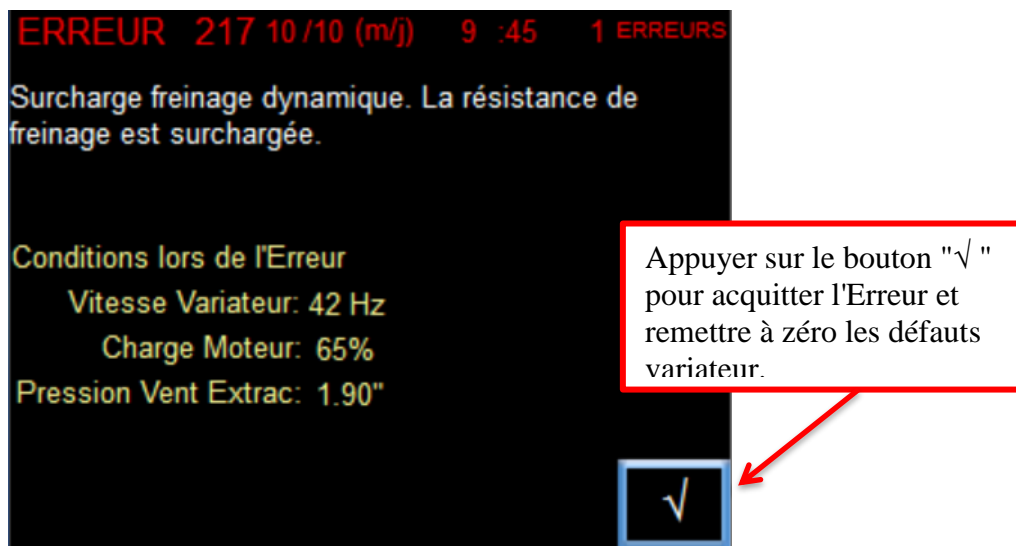 ERREUR 217 10/10 (m/j) 9 :45 1 ERREURS
Surcharge freinage dynamique. La résistance de
freinage est surchargée.
Conditions lors de l'Erreur
Vitesse Variateur: 42 Hz
Charge Moteur: 65%
Pression Vent Extrac: 1.90"
Appuyer sur le bouton "√ "
pour acquitter l'Erreur et
remettre à zéro les défauts
variateur.
√